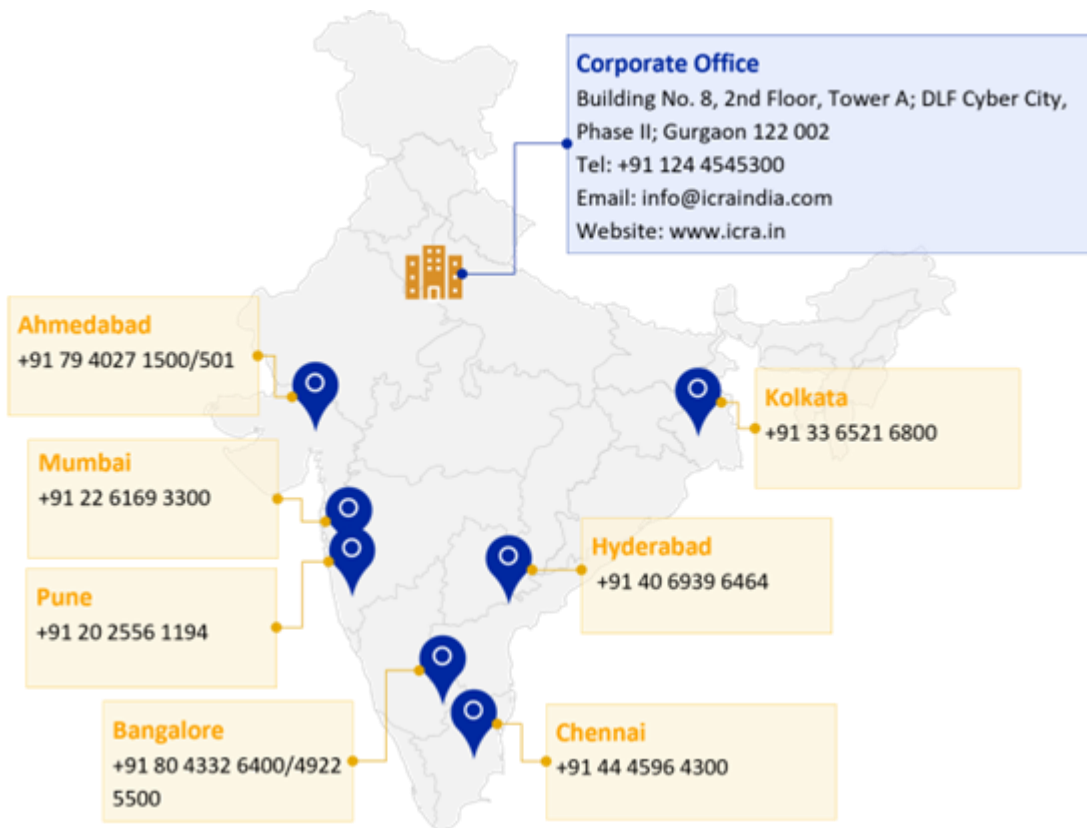 Corporate Office
Building No. 8, 2nd Floor, Tower A; DLF Cyber City,
Phase II; Gurgaon 122 002
Tel: +91 124 4545300
Email: info@icraindia.com
Website: www.icra.in
Ahmedabad
+91 79 4027 1500/501
Kolkata
+91 33 6521 6800
Mumbai
+91 22 6169 3300
Hyderabad
+91 40 6939 6464
Pune
+91 20 2556 1194
Bangalore
+91 80 4332 6400/4922
5500
Chennai
+91 44 4596 4300